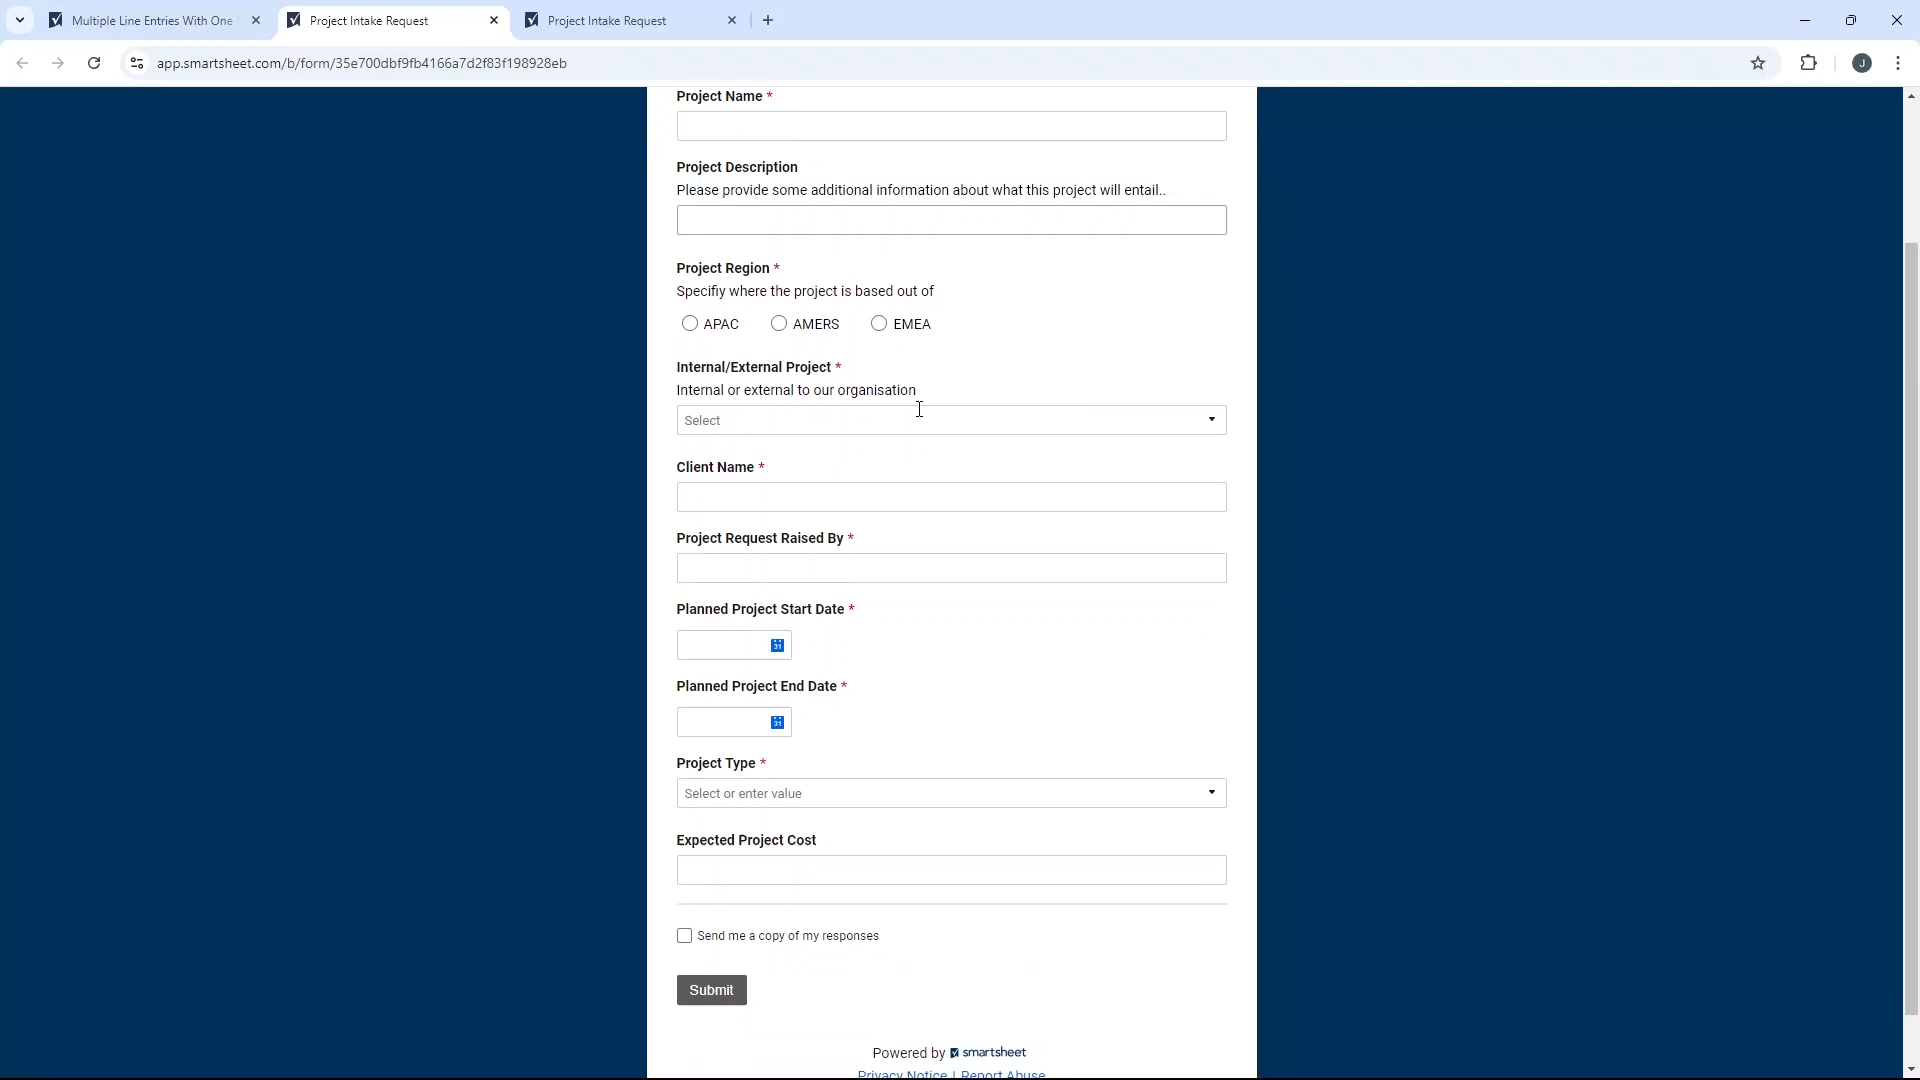 Multiple Line Entries With One
Project Intake Request
Project Intake Request
app.smartsheet.com/b/form/35e700dbf9fb4166a7d2f83f198928eb
J
Project Name *
Project Description
Please provide some additional information about what this project will entail..
Project Region *
Specifiy where the project is based out of
APAC AMERS EMEA
Internal/External Project *
Internal or external to our organisation
Select
Client Name *
Project Request Raised By *
Planned Project Start Date *
31
Planned Project End Date *
31
Project Type *
Select or enter value
Expected Project Cost
Send me a copy of my responses
Submit
Powered by smartsheet
Privacy Notice | Report Abuse